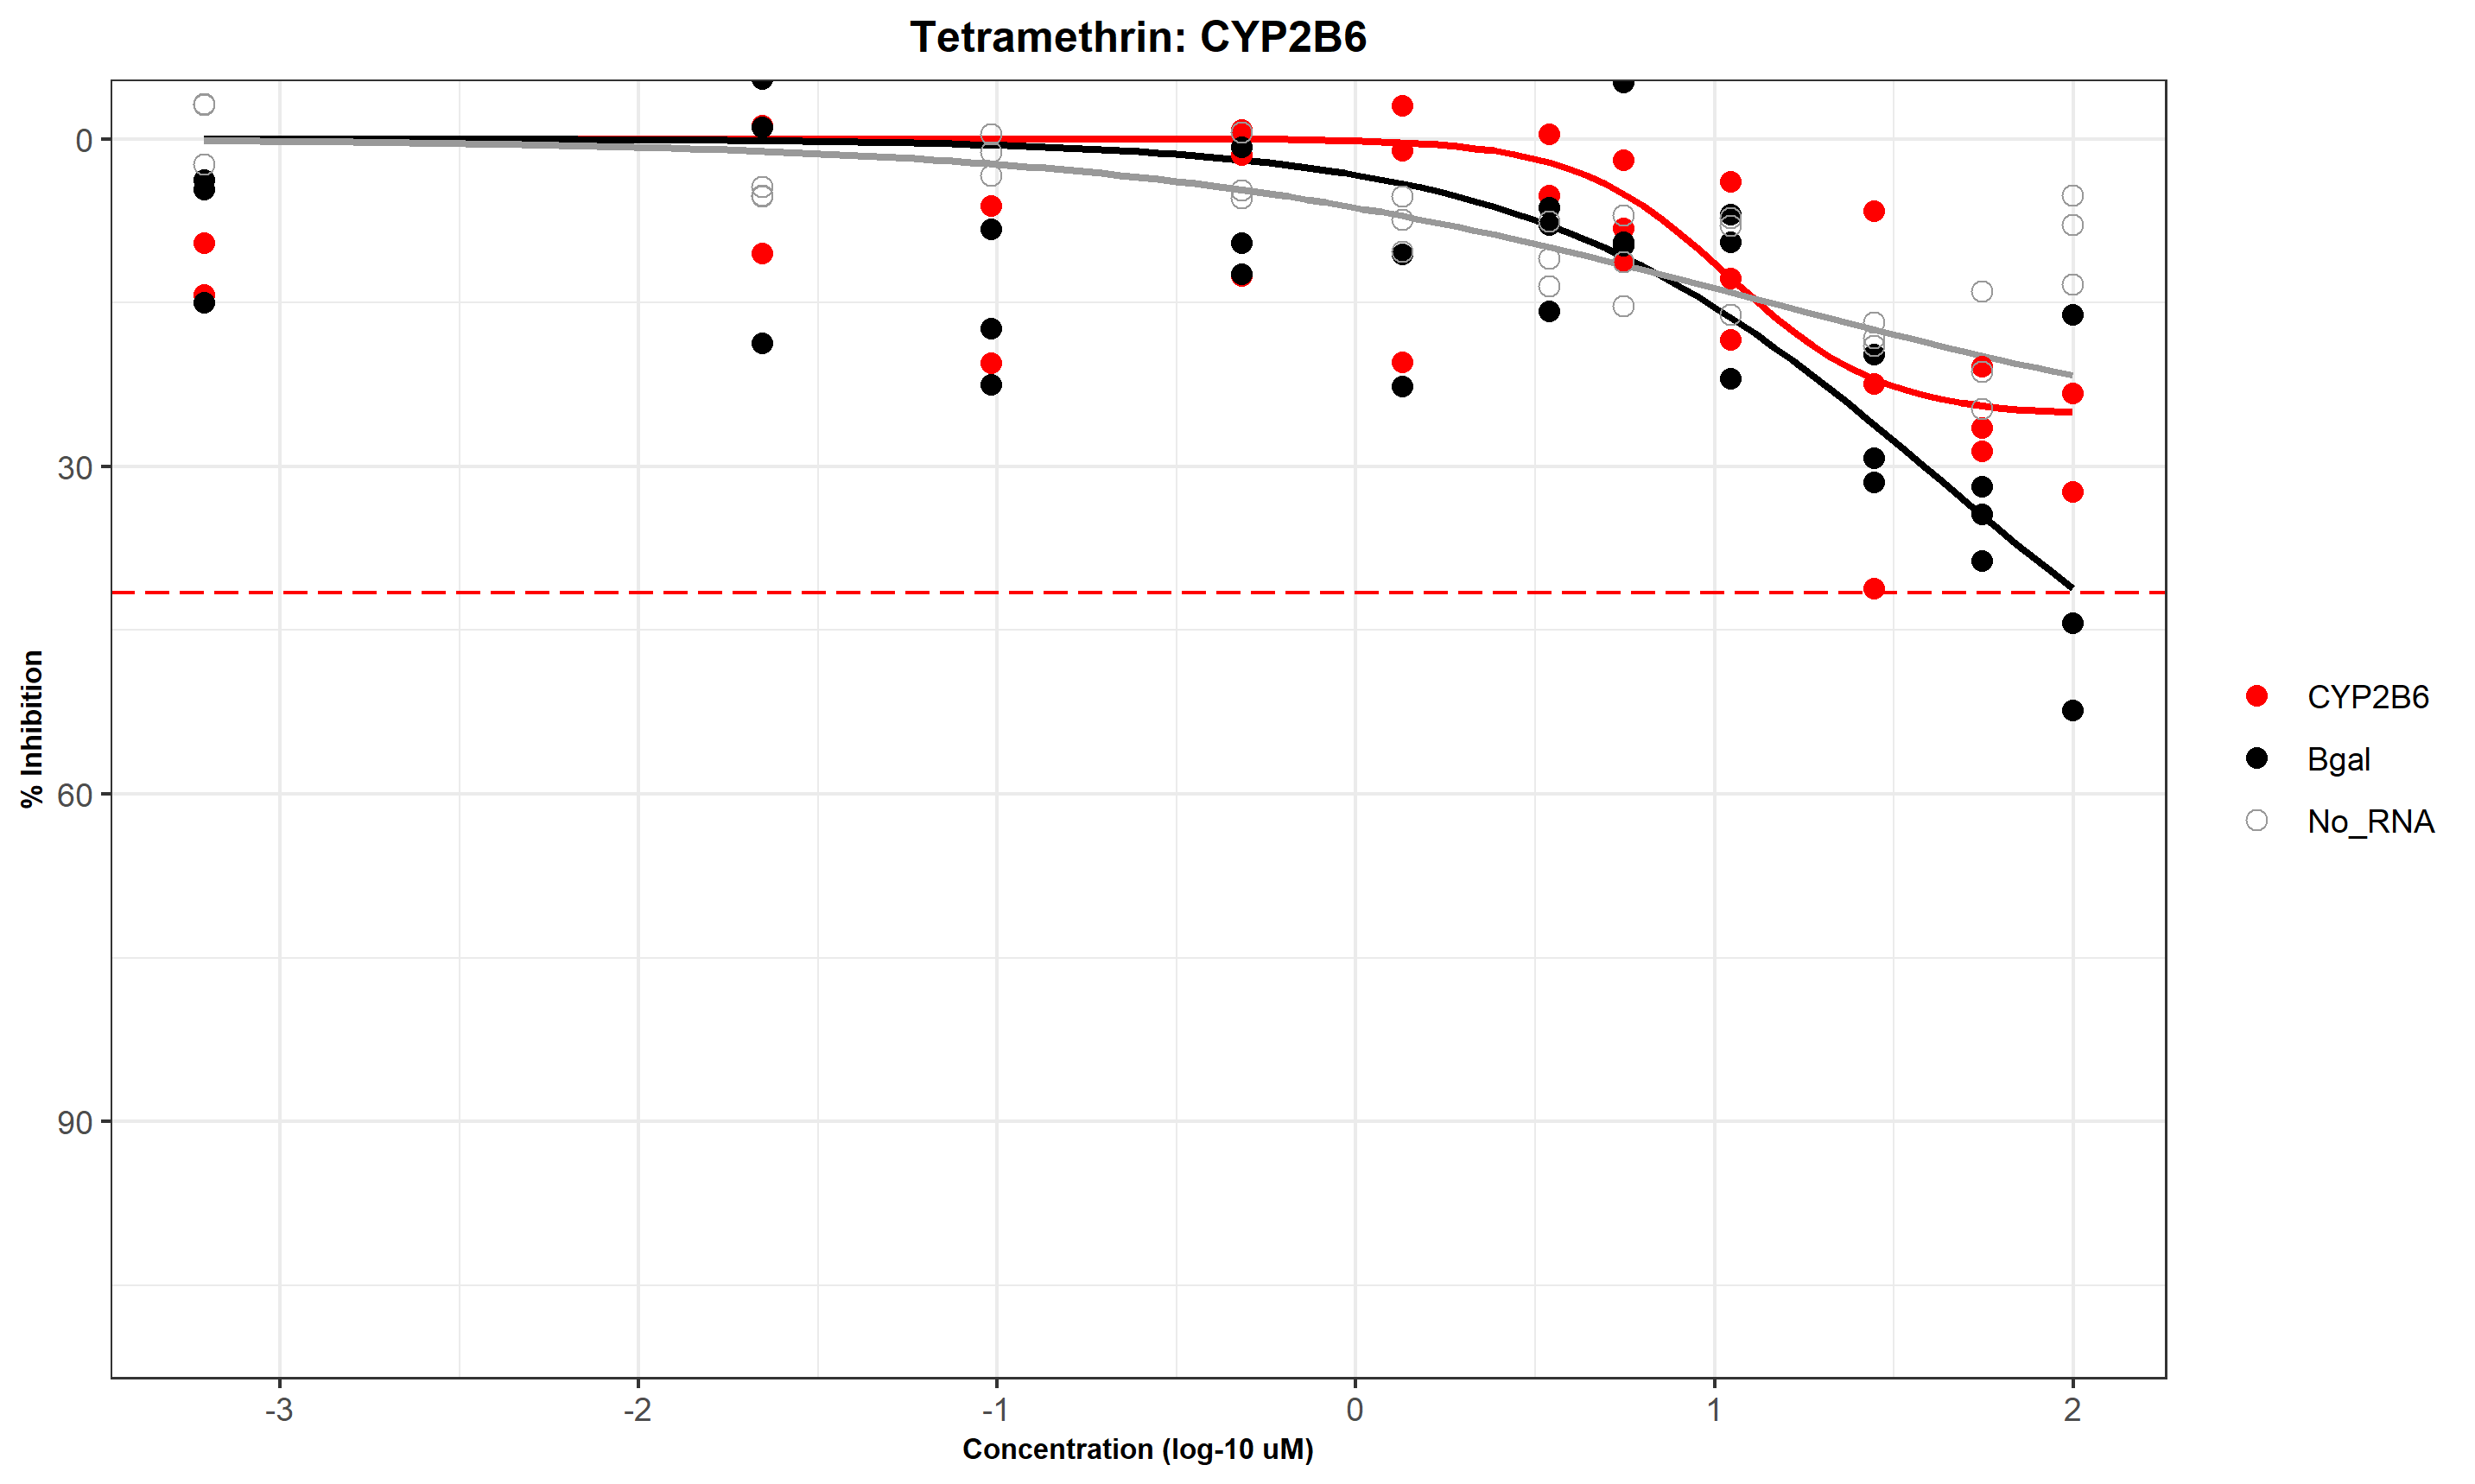 Tetramethrin: CYP2B6
% Inhibition
0
30
60
90
-3
-2
-1
0
1
2
Concentration (log-10 uM)
CYP2B6
Bgal
No_RNA